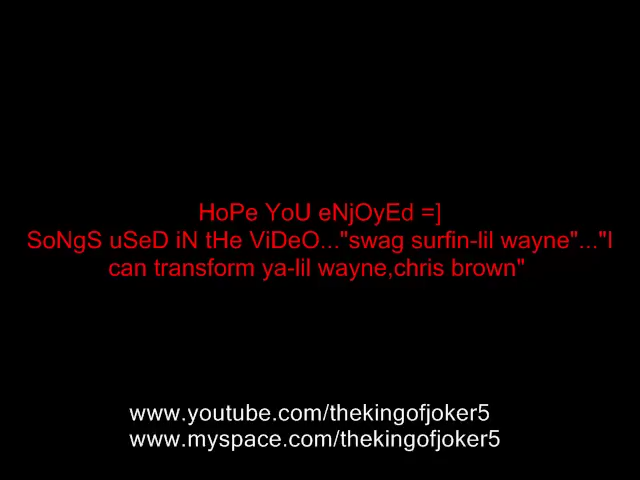 HoPe YoU eNjOyEd =]
SoNgS uSeD iN tHe ViDeO..."swag surfin-lil wayne"..."I
can transform ya-lil wayne,chris brown"
www.youtube.com/thekingofjoker5
www.myspace.com/thekingofjoker5